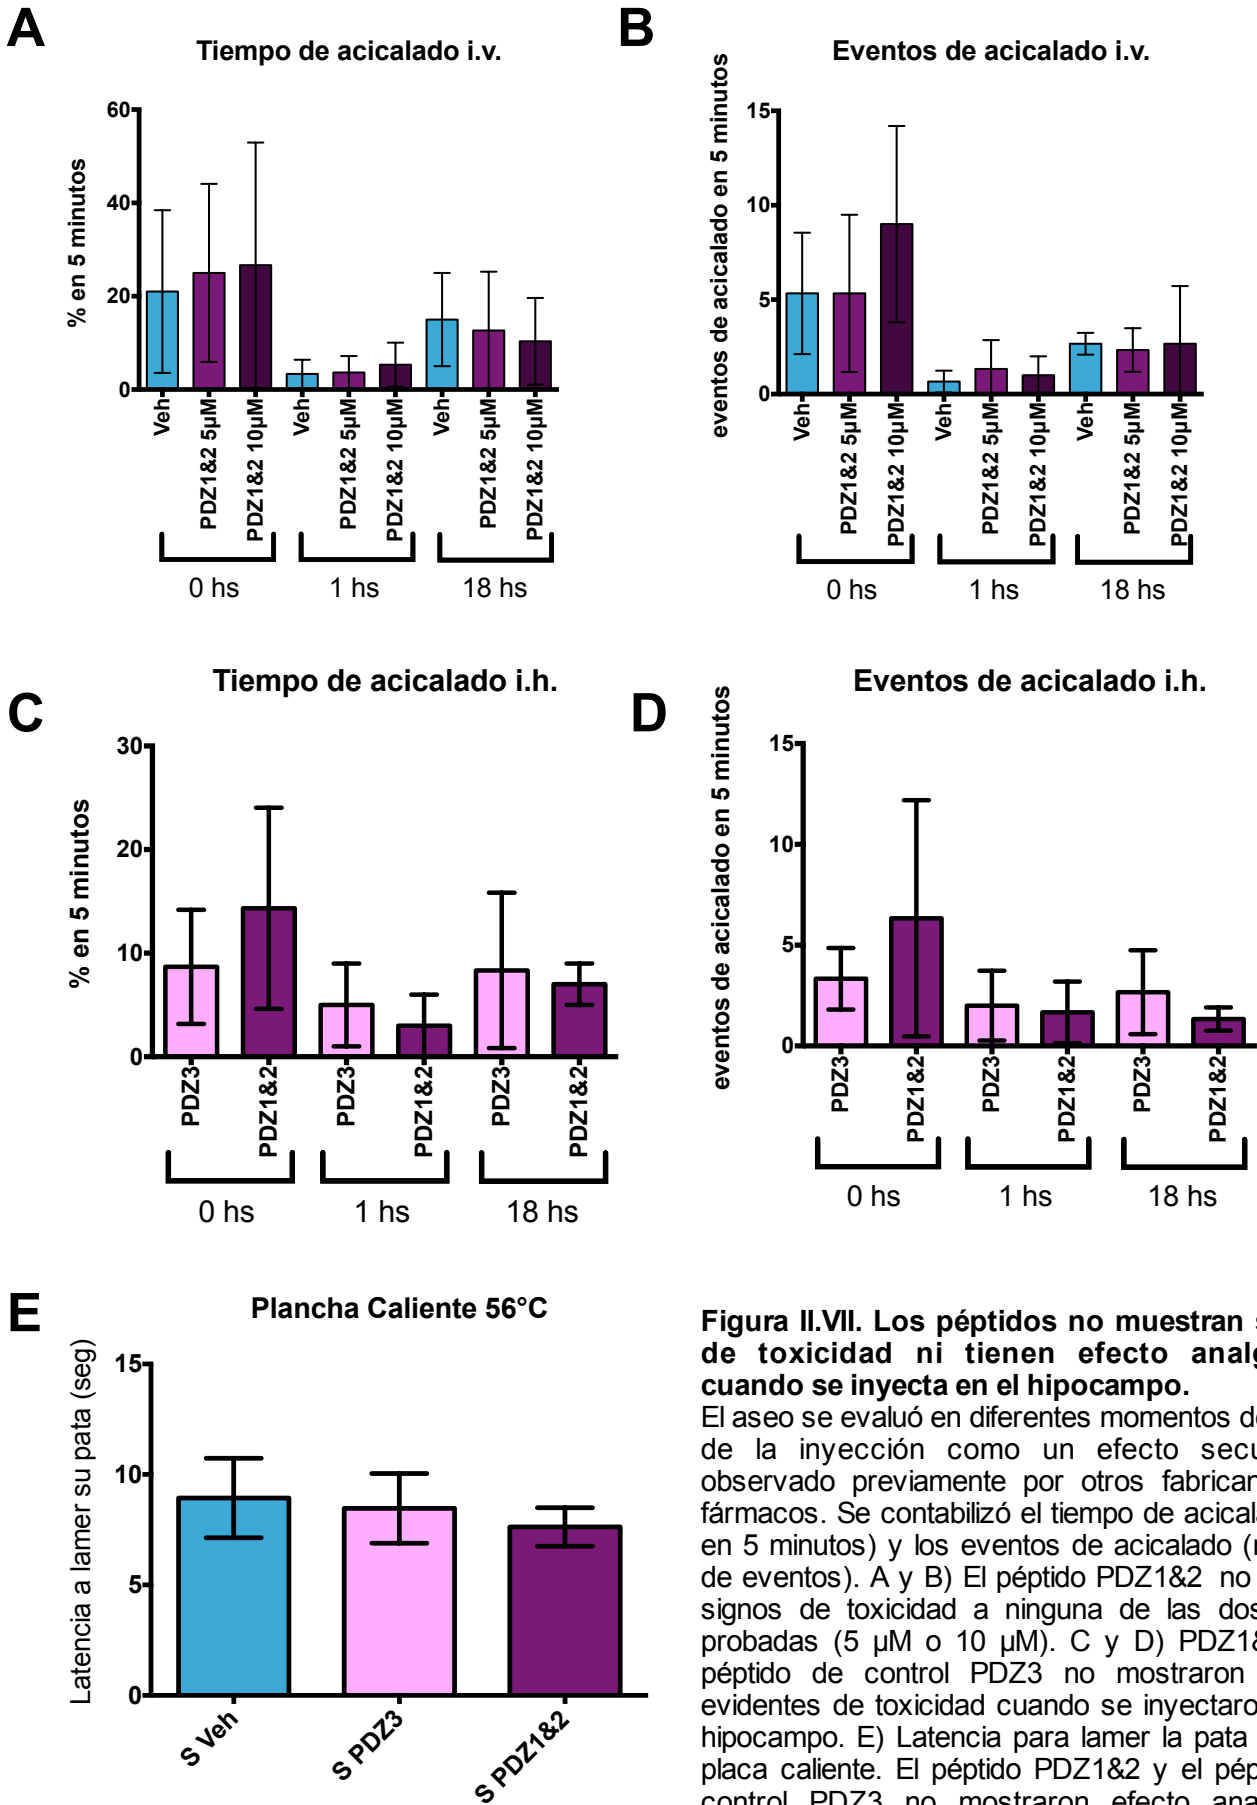 A
Tiempo de acicalado i.v.
% en 5 minutos
60
40
20
0
Veh
PDZ1&2 5µM
PDZ1&2 10µM
Veh
PDZ1&2 5µM
PDZ1&2 10µM
Veh
PDZ1&2 5µM
PDZ1&2 10µM
0 hs
1 hs
18 hs
B
Eventos de acicalado i.v.
eventos de acicalado en 5 minutos
15
10
5
0
Veh
PDZ1&2 5µM
PDZ1&2 10µM
Veh
PDZ1&2 5µM
PDZ1&2 10µM
Veh
PDZ1&2 5µM
PDZ1&2 10µM
0 hs
1 hs
18 hs
C
Tiempo de acicalado i.h.
% en 5 minutos
30
20
10
0
PDZ3
PDZ1&2
PDZ3
PDZ1&2
PDZ3
PDZ1&2
0 hs
1 hs
18 hs
D
Eventos de acicalado i.h.
eventos de acicalado en 5 minutos
15
10
5
0
PDZ3
PDZ1&2
PDZ3
PDZ1&2
PDZ3
PDZ1&2
0 hs
1 hs
18 hs
E
Plancha Caliente 56°C
Latencia a lamer su pata (seg)
15
10
5
0
S Veh
S PDZ3
S PDZ1&2
Figura II.VII. Los péptidos no muestran
de toxicidad ni tienen efecto
cuando se inyecta en el hipocampo.
El aseo se evaluó en diferentes momentos
de la inyección como un efecto
observado previamente por otros
fármacos. Se contabilizó el tiempo de
en 5 minutos) y los eventos de acicalado
de eventos). A y B) El péptido PDZ1&2 no
signos de toxicidad a ninguna de las
probadas (5 µM o 10 µM). C y D)
péptido de control PDZ3 no mostraron
evidentes de toxicidad cuando se
hipocampo. E) Latencia para lamer la pata
placa caliente. El péptido PDZ1&2 y el
control PDZ3 no mostraron efecto